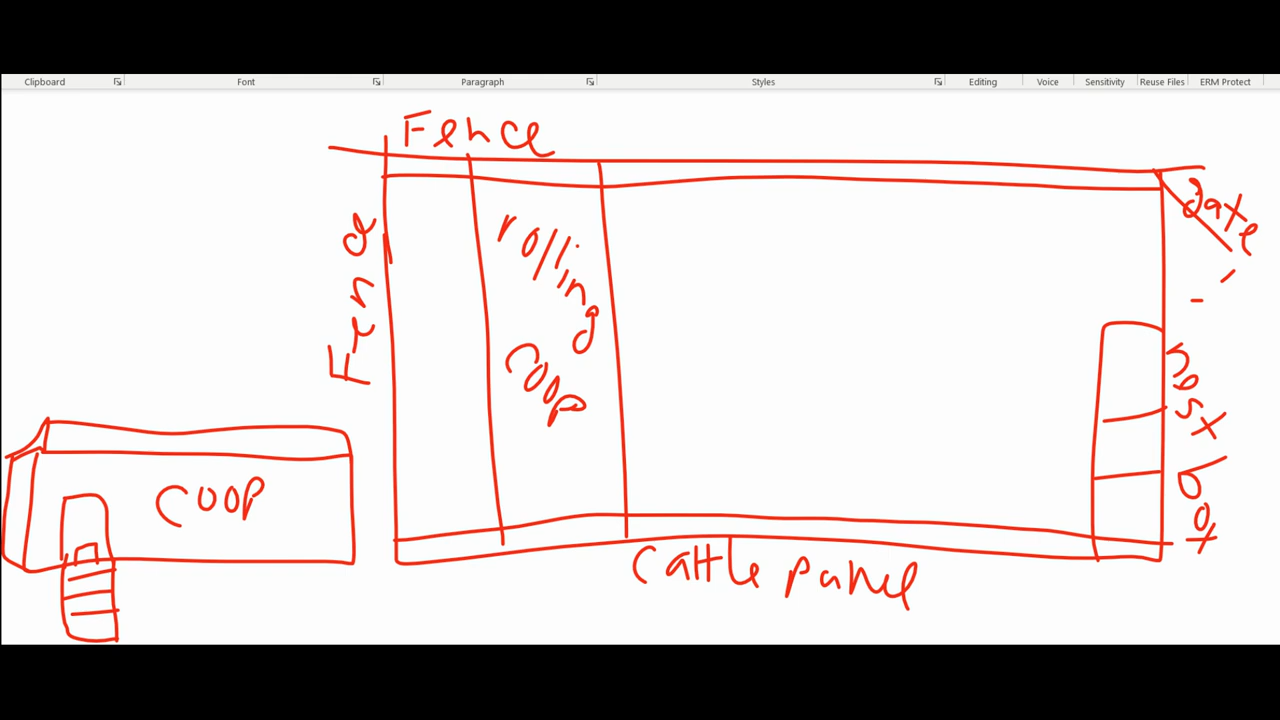 Clipboard
Font
Paragraph
Styles
Editing
Voice
Sensitivity
Reuse Files
ERM Protect
Fence
Fence
rolling
coop
gate
nest
box
coop
cattle panel